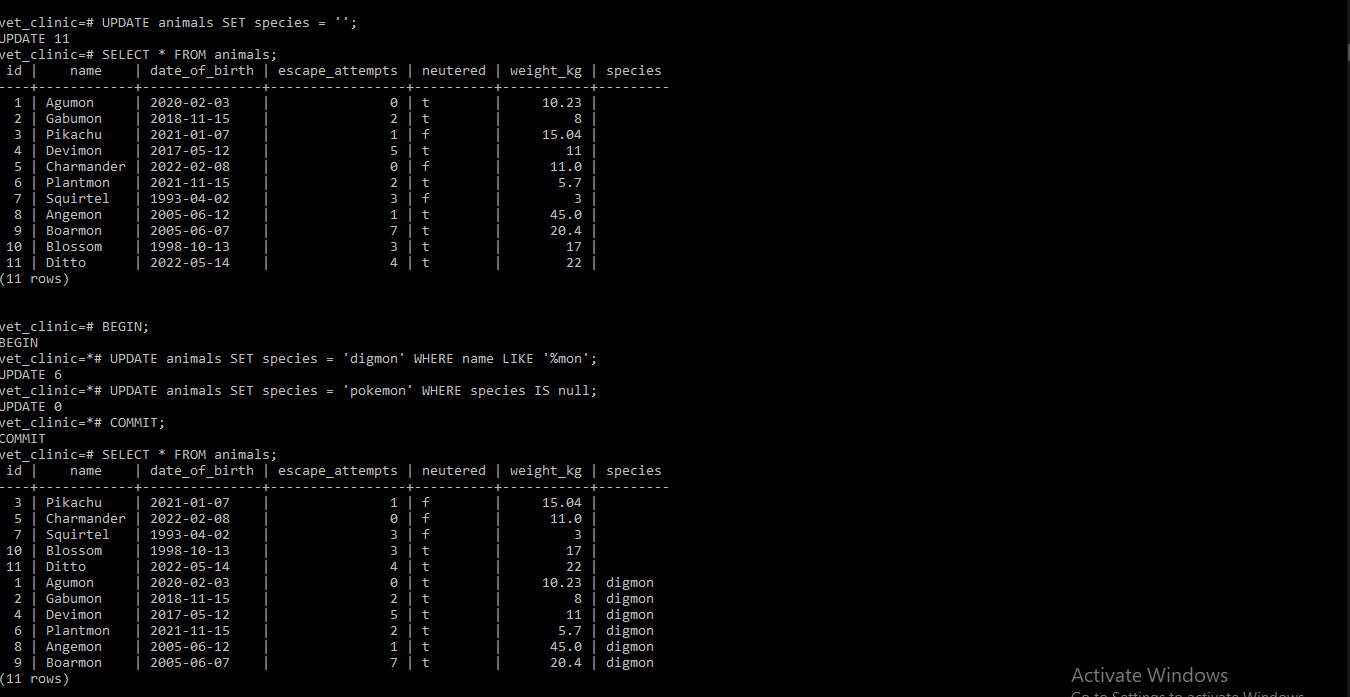 vet_clinic=# UPDATE animals SET species = '';
UPDATE 11
vet_clinic=# SELECT * FROM animals;
 id |    name    | date_of_birth | escape_attempts | neutered | weight_kg | species
----+------------+---------------+-----------------+----------+-----------+---------
  1 | Agumon     | 2020-02-03    |               0 | t        |     10.23 |
  2 | Gabumon    | 2018-11-15    |               2 | t        |         8 |
  3 | Pikachu    | 2021-01-07    |               1 | f        |     15.04 |
  4 | Devimon    | 2017-05-12    |               5 | t        |        11 |
  5 | Charmander | 2022-02-08    |               0 | f        |      11.0 |
  6 | Plantmon   | 2021-11-15    |               2 | t        |       5.7 |
  7 | Squirtel   | 1993-04-02    |               3 | f        |         3 |
  8 | Angemon    | 2005-06-12    |               1 | t        |      45.0 |
  9 | Boarmon    | 2005-06-07    |               7 | t        |      20.4 |
 10 | Blossom    | 1998-10-13    |               3 | t        |        17 |
 11 | Ditto      | 2022-05-14    |               4 | t        |        22 |
(11 rows)
vet_clinic=# BEGIN;
BEGIN
vet_clinic=*# UPDATE animals SET species = 'digmon' WHERE name LIKE '%mon';
UPDATE 6
vet_clinic=*# UPDATE animals SET species = 'pokemon' WHERE species IS null;
UPDATE 0
vet_clinic=*# COMMIT;
COMMIT
vet_clinic=# SELECT * FROM animals;
 id |    name    | date_of_birth | escape_attempts | neutered | weight_kg | species
----+------------+---------------+-----------------+----------+-----------+---------
  3 | Pikachu    | 2021-01-07    |               1 | f        |     15.04 |
  5 | Charmander | 2022-02-08    |               0 | f        |      11.0 |
  7 | Squirtel   | 1993-04-02    |               3 | f        |         3 |
 10 | Blossom    | 1998-10-13    |               3 | t        |        17 |
 11 | Ditto      | 2022-05-14    |               4 | t        |        22 |
  1 | Agumon     | 2020-02-03    |               0 | t        |     10.23 | digmon
  2 | Gabumon    | 2018-11-15    |               2 | t        |         8 | digmon
  4 | Devimon    | 2017-05-12    |               5 | t        |        11 | digmon
  6 | Plantmon   | 2021-11-15    |               2 | t        |       5.7 | digmon
  8 | Angemon    | 2005-06-12    |               1 | t        |      45.0 | digmon
  9 | Boarmon    | 2005-06-07    |               7 | t        |      20.4 | digmon
(11 rows)
Activate Windows
Go to Settings to activate Windows.